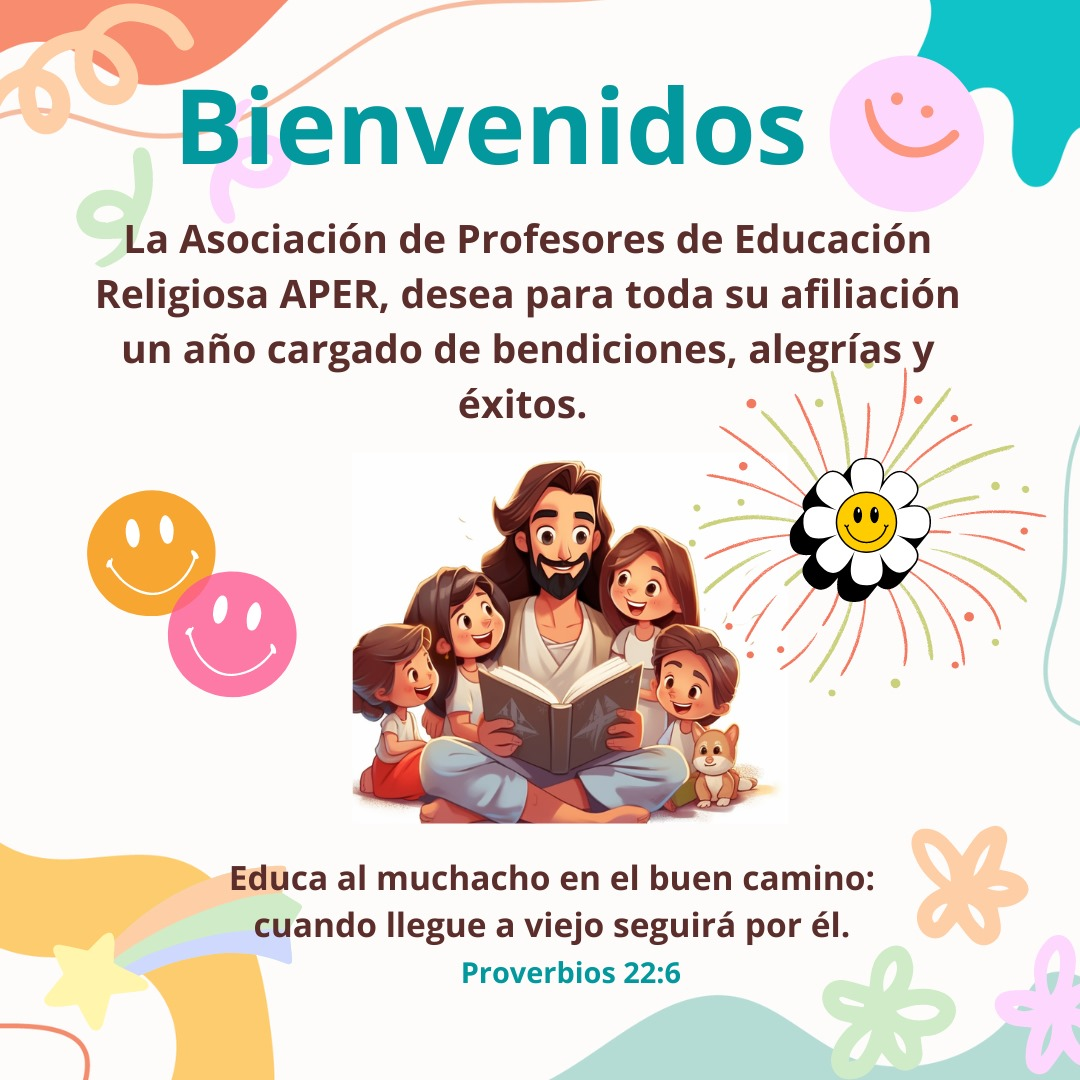 Bienvenidos
La Asociación de Profesores de Educación
Religiosa APER, desea para toda su afiliación
un año cargado de bendiciones, alegrías y
éxitos.
Educa al muchacho en el buen camino:
cuando llegue a viejo seguirá por él.
Proverbios 22:6